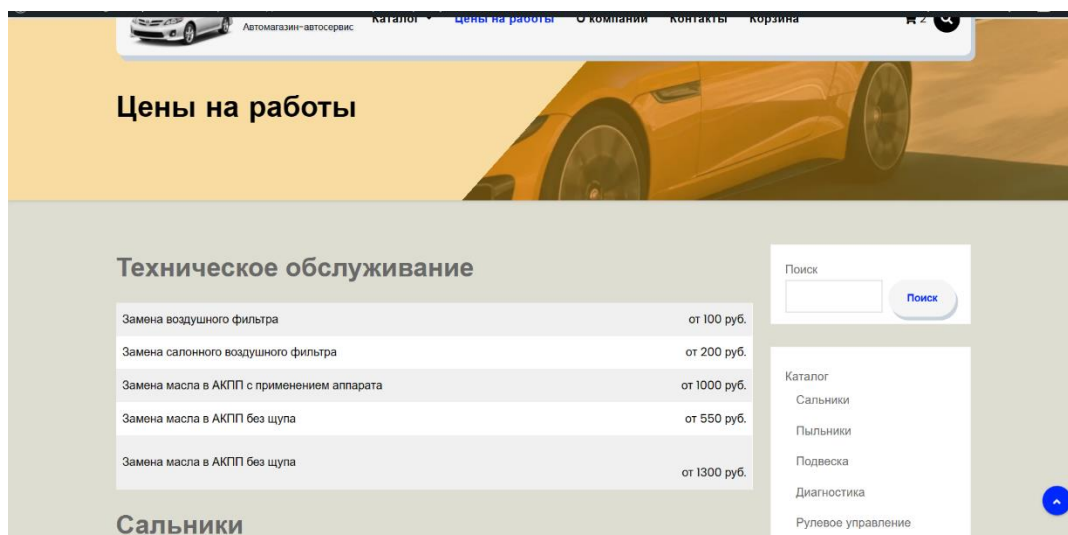 Каталог Цены на работы О компании Контакты Корзина
Автомагазин-автосервис
2
Цены на работы
Техническое обслуживание
Замена воздушного фильтра от 100 руб.
Замена салонного воздушного фильтра от 200 руб.
Замена масла в АКПП с применением аппарата от 1000 руб.
Замена масла в АКПП без щупа от 550 руб.
Замена масла в АКПП без щупа от 1300 руб.
Сальники
Поиск
Поиск
Каталог
Сальники
Пыльники
Подвеска
Диагностика
Рулевое управление